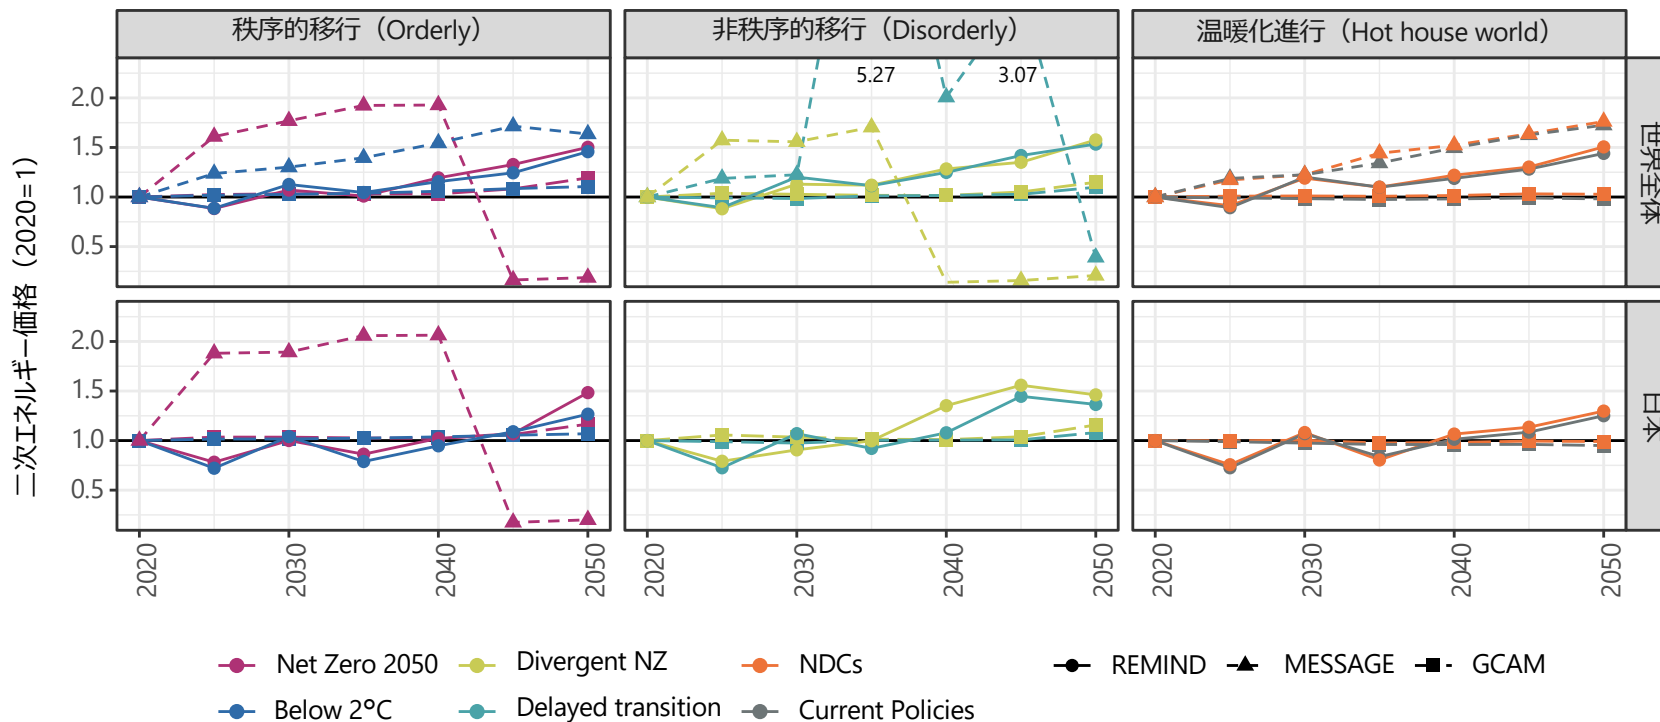 秩序的移行（Orderly）
非秩序的移行（Disorderly）
温暖化進行（Hot house world）
二次エネルギー価格（2020=1）
2.0
1.5
1.0
0.5
5.27
3.07
世界全体
2.0
1.5
1.0
0.5
日本
2020
2030
2040
2050
2020
2030
2040
2050
2020
2030
2040
2050
Net Zero 2050
Divergent NZ
NDCs
REMIND
MESSAGE
GCAM
Below 2°C
Delayed transition
Current Policies